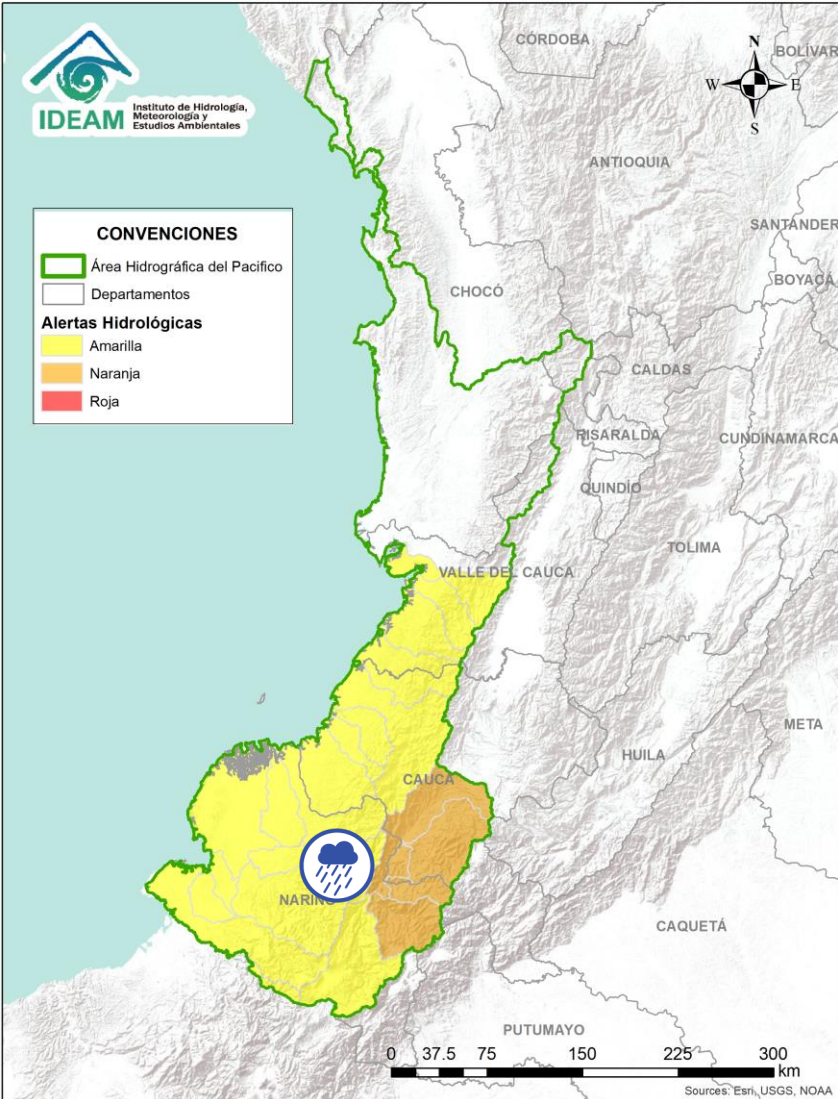 IDEAM
Instituto de Hidrología,
Meteorología y
Estudios Ambientales
N
W
E
S
CONVENCIONES
Área Hidrográfica del Pacifico
Departamentos
Alertas Hidrológicas
Amarilla
Naranja
Roja
CÓRDOBA
BOLÍVAR
ANTIOQUIA
SANTANDER
BOYACÁ
CHOCÓ
CALDAS
RISARALDA
CUNDINAMARCA
QUINDÍO
TOLIMA
VALLE DEL CAUCA
META
HUILA
CAUCA
NARIÑO
CAQUETÁ
PUTUMAYO
0 37.5 75 150 225 300
km
Sources: Esri, USGS, NOAA